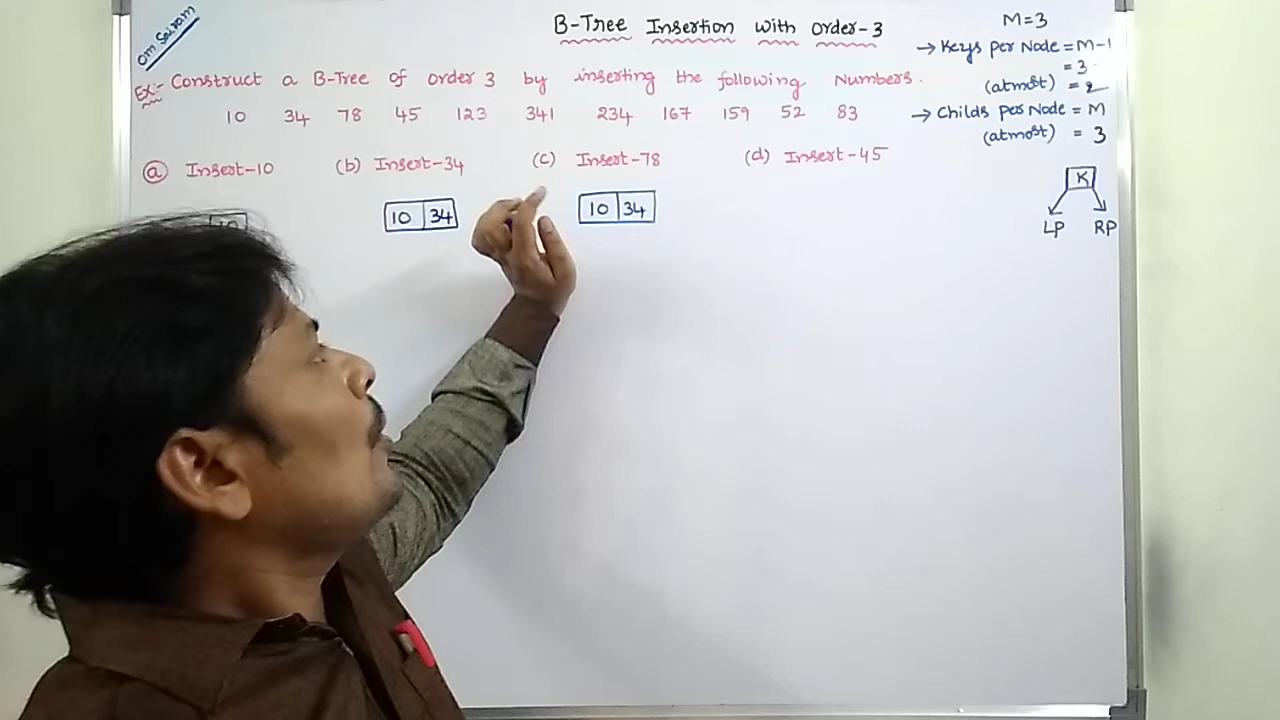 om Sairam
B-Tree Insertion with order-3
M=3
→ Keys per Node = M-1
= 3-
(atmost) = 2
→ Childs per Node = M
(atmost) = 3
Ex:- Construct a B-Tree of order 3 by inserting the following Numbers.
10 34 78 45 123 341 234 167 159 52 83
(a) Insert-10 (b) Insert-34 (c) Insert-78 (d) Insert-45
10 10 34 10 34
K
LP RP